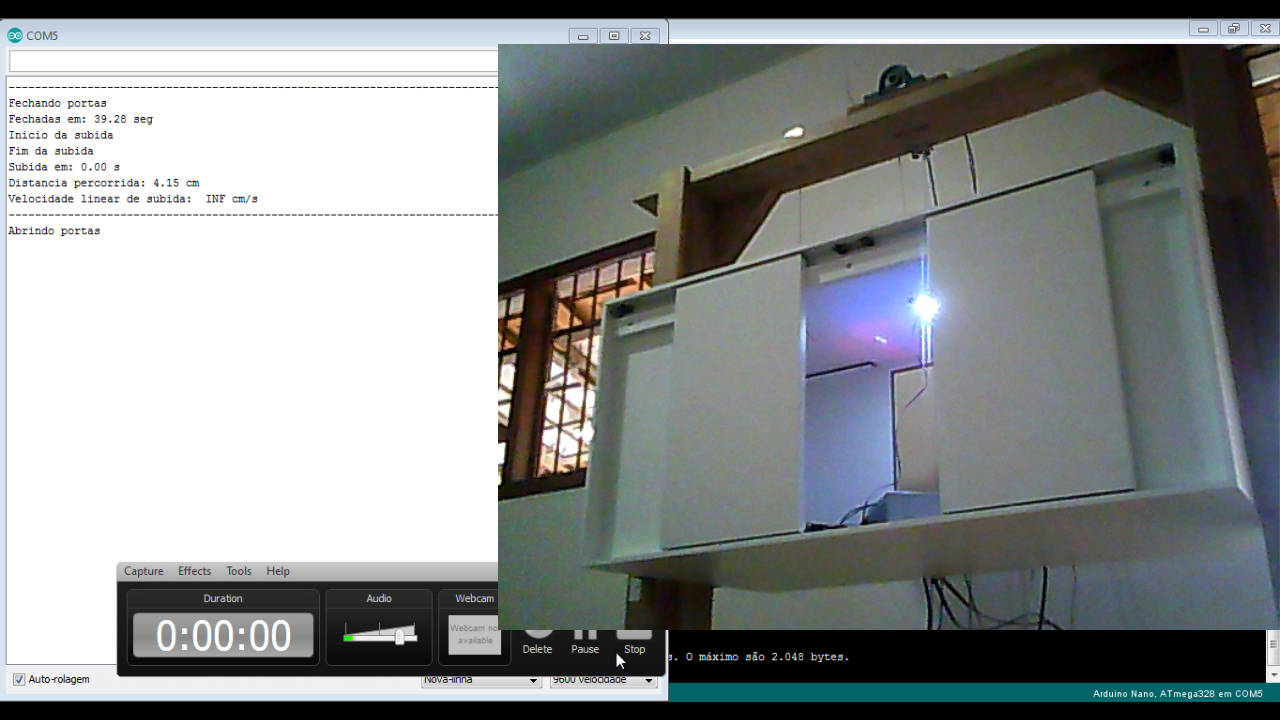 COM5
--------------------------------------------------------------------------
Fechando portas
Fechadas em: 39.28 seg
Inicio da subida
Fim da subida
Subida em: 0.00 s
Distancia percorrida: 4.15 cm
Velocidade linear de subida:  INF cm/s
--------------------------------------------------------------------------
Abrindo portas
Capture Effects Tools Help
Duration Audio Webcam
0:00:00
Webcam no
available
Delete Pause Stop
s. O máximo são 2.048 bytes.
Auto-rolagem Nova-linha 9600 velocidade
Arduino Nano, ATmega328 em COM5